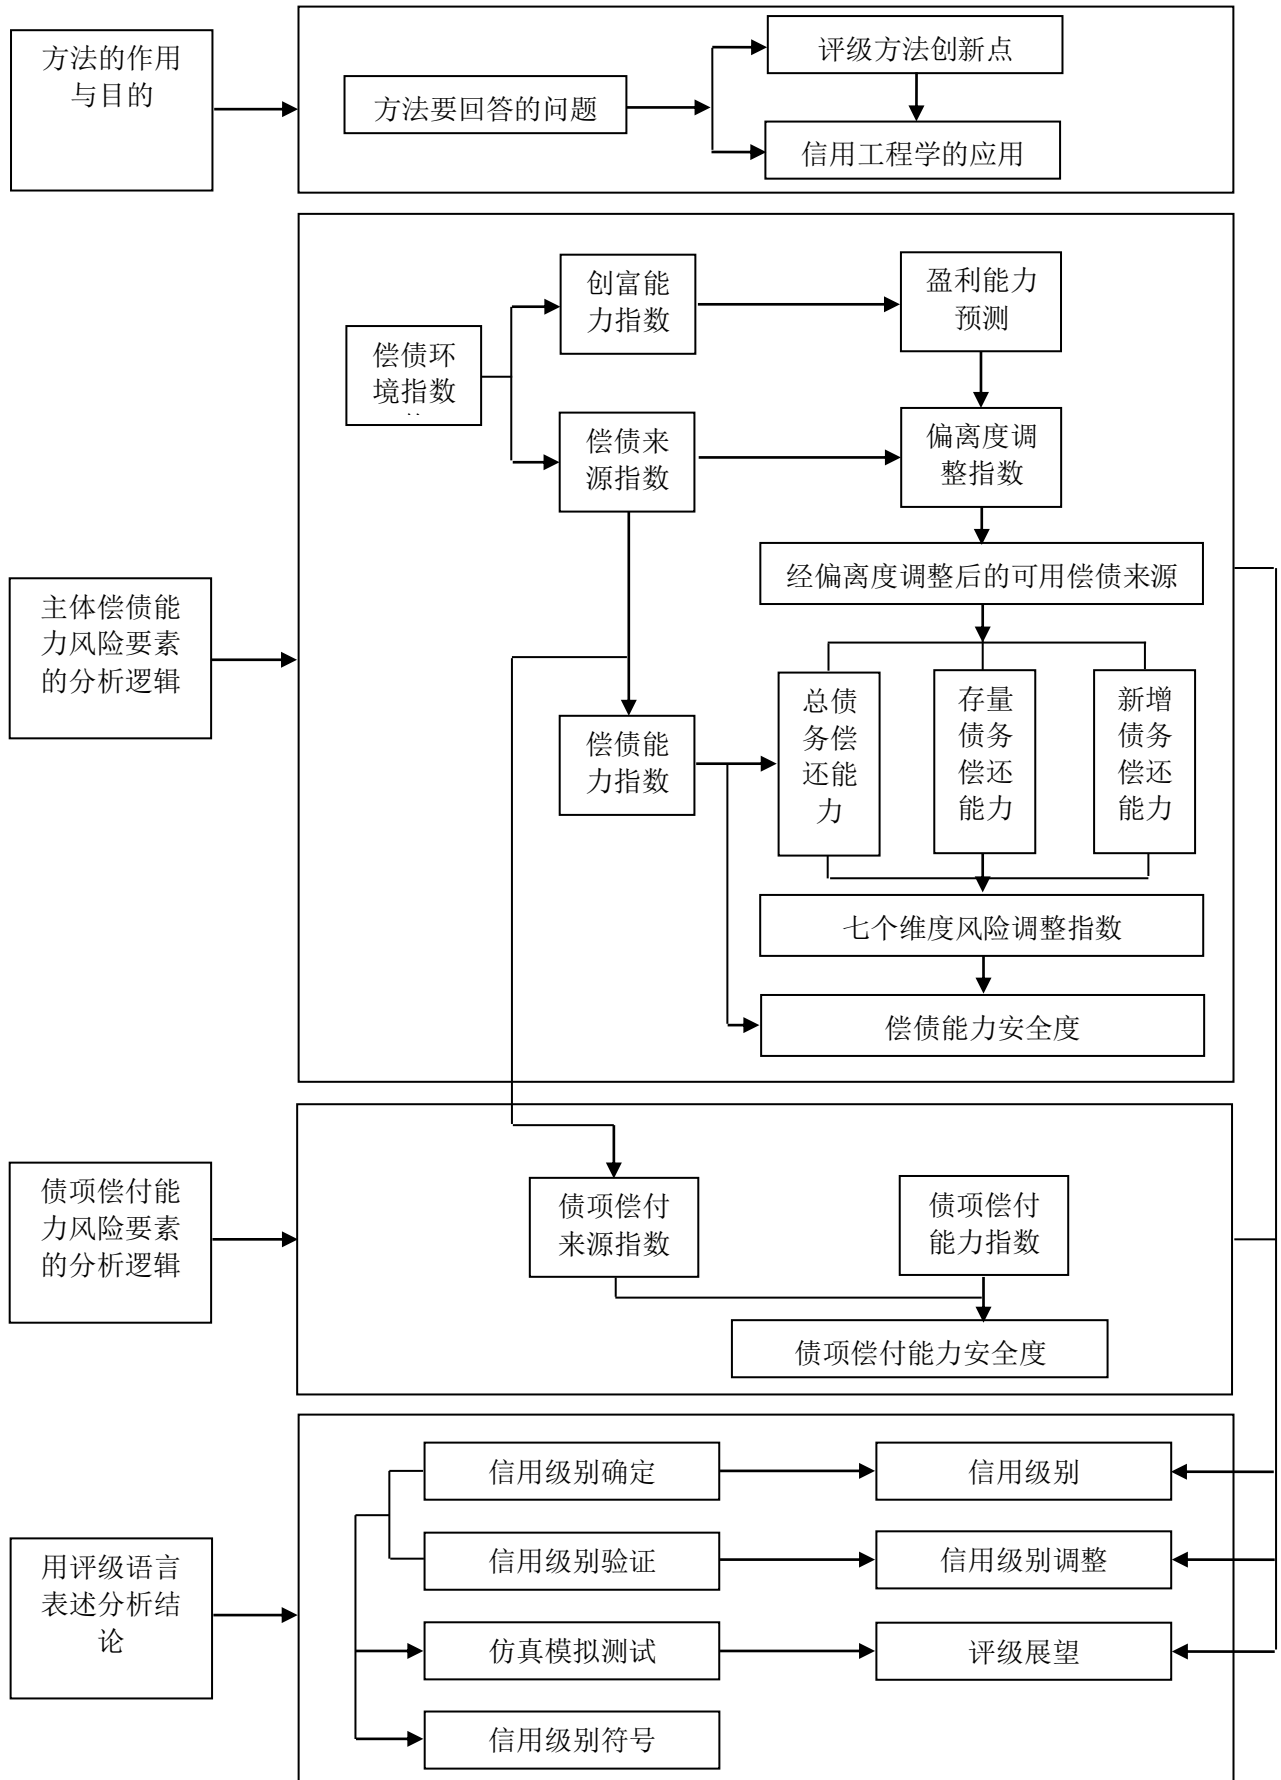 方法的作用
与目的
方法要回答的问题
评级方法创新点
信用工程学的应用
主体偿债能
力风险要素
的分析逻辑
偿债环
境指数
创富能
力指数
盈利能力
预测
偿债来
源指数
偏离度调
整指数
经偏离度调整后的可用偿债来源
偿债能
力指数
总债
务偿
还能
力
存量
债务
偿还
能力
新增
债务
偿还
能力
七个维度风险调整指数
偿债能力安全度
债项偿付能
力风险要素
的分析逻辑
债项偿付
来源指数
债项偿付
能力指数
债项偿付能力安全度
用评级语言
表述分析结
论
信用级别确定
信用级别
信用级别验证
信用级别调整
仿真模拟测试
评级展望
信用级别符号